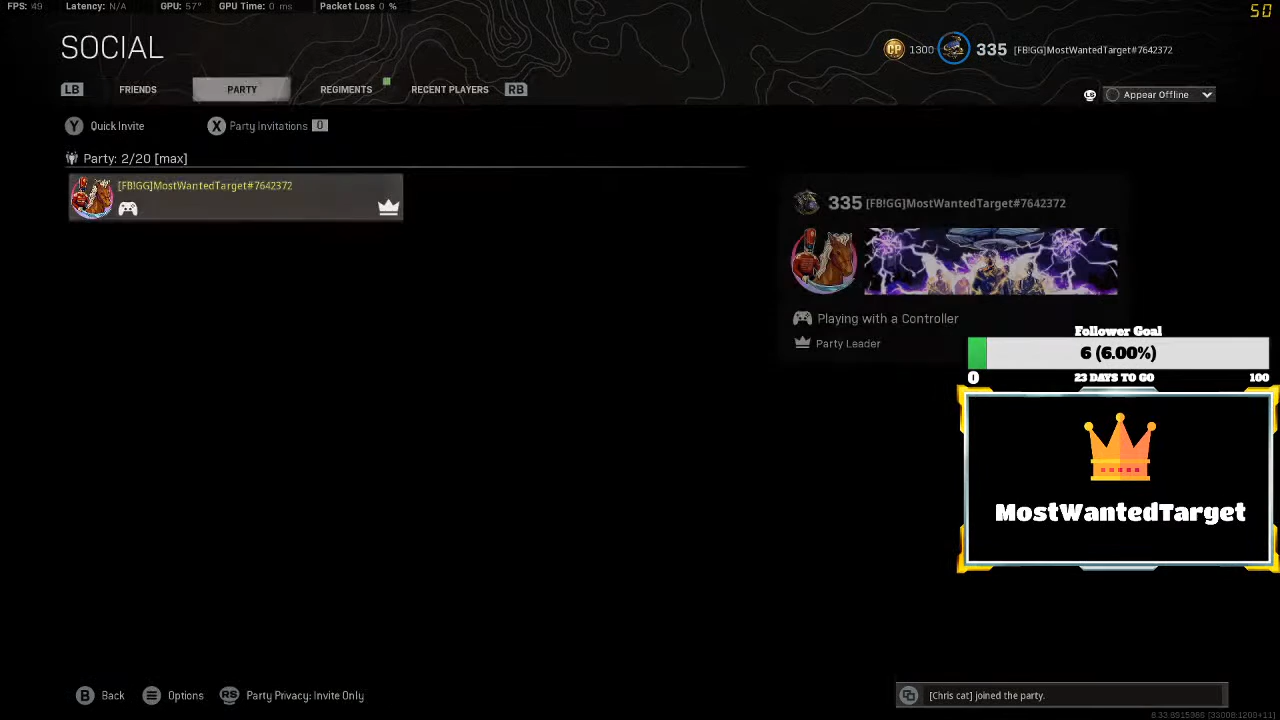 FPS: 49 Latency: N/A GPU: 57° GPU Time: 0 ms Packet Loss 0 %
50
SOCIAL
CP 1300 335 [FB!GG]MostWantedTarget#7642372
LB FRIENDS PARTY REGIMENTS RECENT PLAYERS RB
LS Appear Offline
Y Quick Invite X Party Invitations 0
Party: 2/20 [max]
[FB!GG]MostWantedTarget#7642372
335 [FB!GG]MostWantedTarget#7642372
Playing with a Controller
Party Leader
Follower Goal
6 (6.00%)
0 23 DAYS TO GO 100
MostWantedTarget
B Back Options RS Party Privacy: Invite Only
[Chris cat] joined the party.